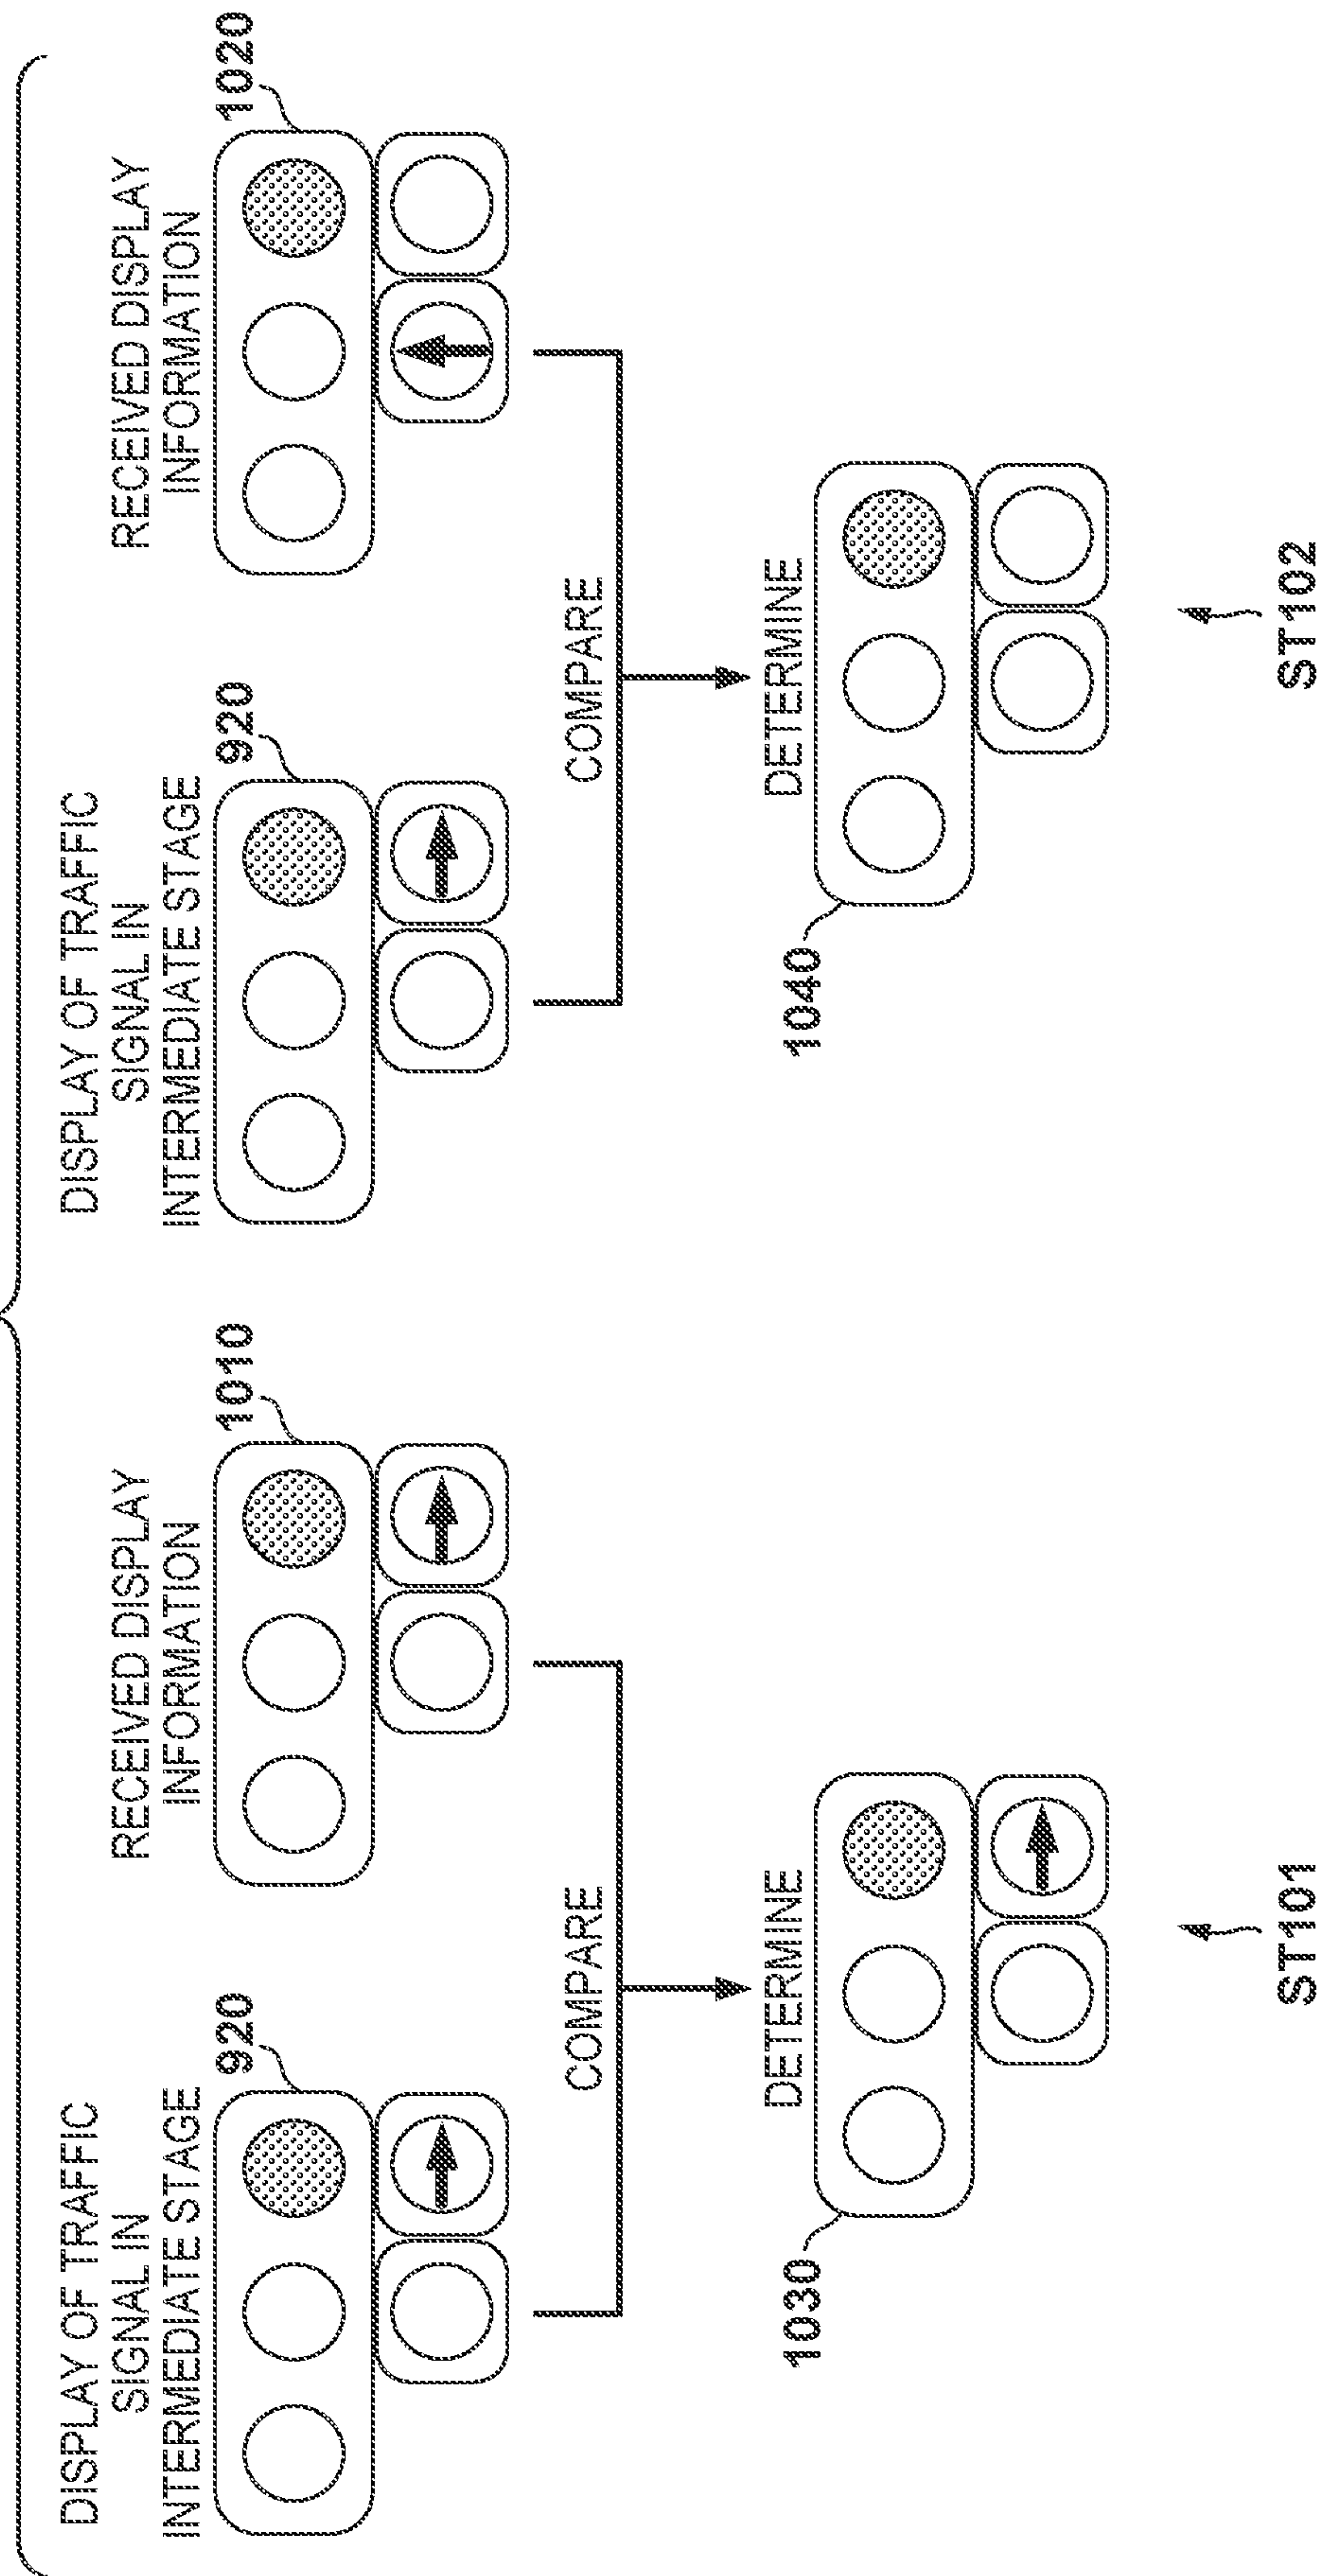 DISPLAY OF TRAFFIC
SIGNAL IN
INTERMEDIATE STAGE
920
RECEIVED DISPLAY
INFORMATION
1010
COMPARE
DETERMINE
1030
ST101
DISPLAY OF TRAFFIC
SIGNAL IN
INTERMEDIATE STAGE
920
RECEIVED DISPLAY
INFORMATION
1020
COMPARE
DETERMINE
1040
ST102